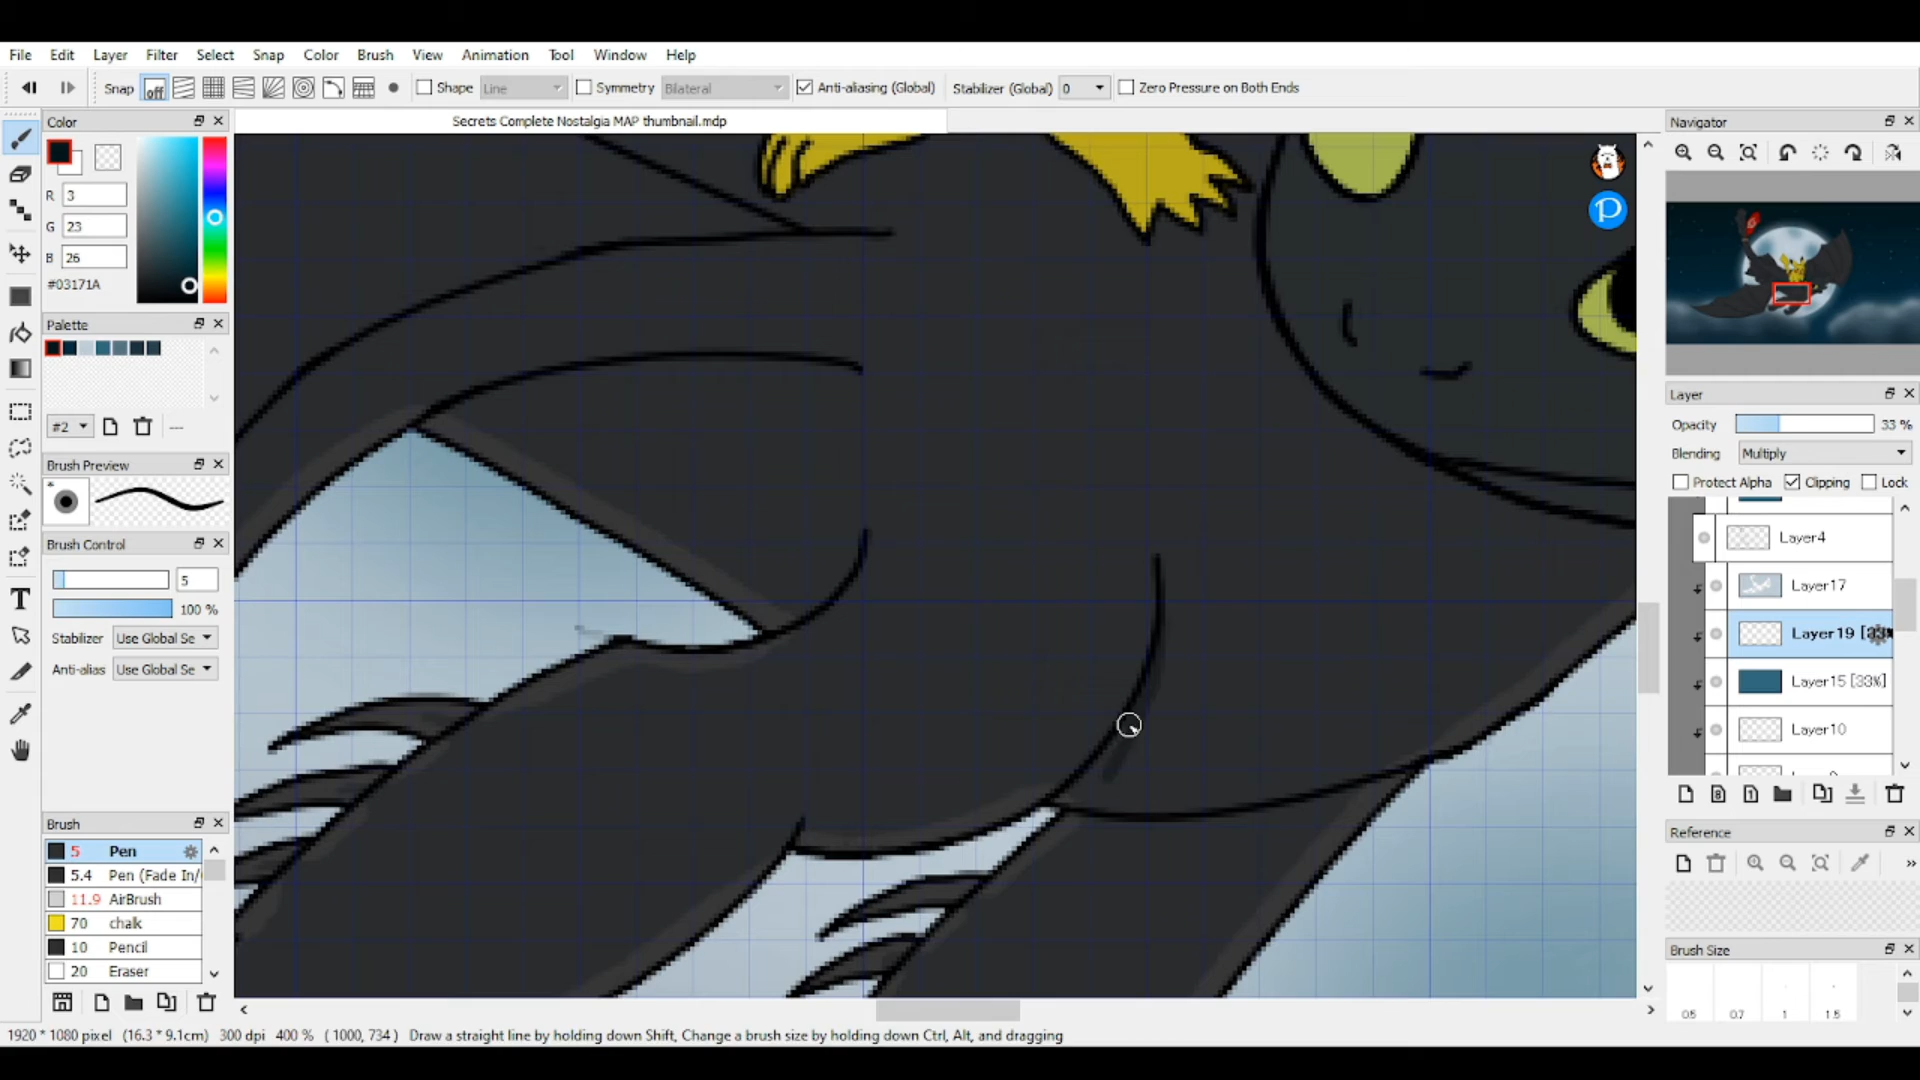 File Edit Layer Filter Select Snap Color Brush View Animation Tool Window Help
Snap off Shape Line Symmetry Bilateral Anti-aliasing (Global) Stabilizer (Global) 0 Zero Pressure on Both Ends
Color
Secrets Complete Nostalgia MAP thumbnail.mdp
Navigator
R 3
G 23
B 26
#03171A
Palette
#2
Brush Preview
Brush Control
5
100 %
Stabilizer Use Global Se
Anti-alias Use Global Se
Brush
5 Pen
5.4 Pen (Fade In/
11.9 AirBrush
70 chalk
10 Pencil
20 Eraser
Layer
Opacity 33 %
Blending Multiply
Protect Alpha Clipping Lock
Layer4
Layer17
Layer19
Layer15 [33%]
Layer10
Reference
Brush Size
0.5 0.7 1 1.5
1920 * 1080 pixel (16.3 * 9.1cm) 300 dpi 400 % ( 1000, 734 ) Draw a straight line by holding down Shift, Change a brush size by holding down Ctrl, Alt, and dragging